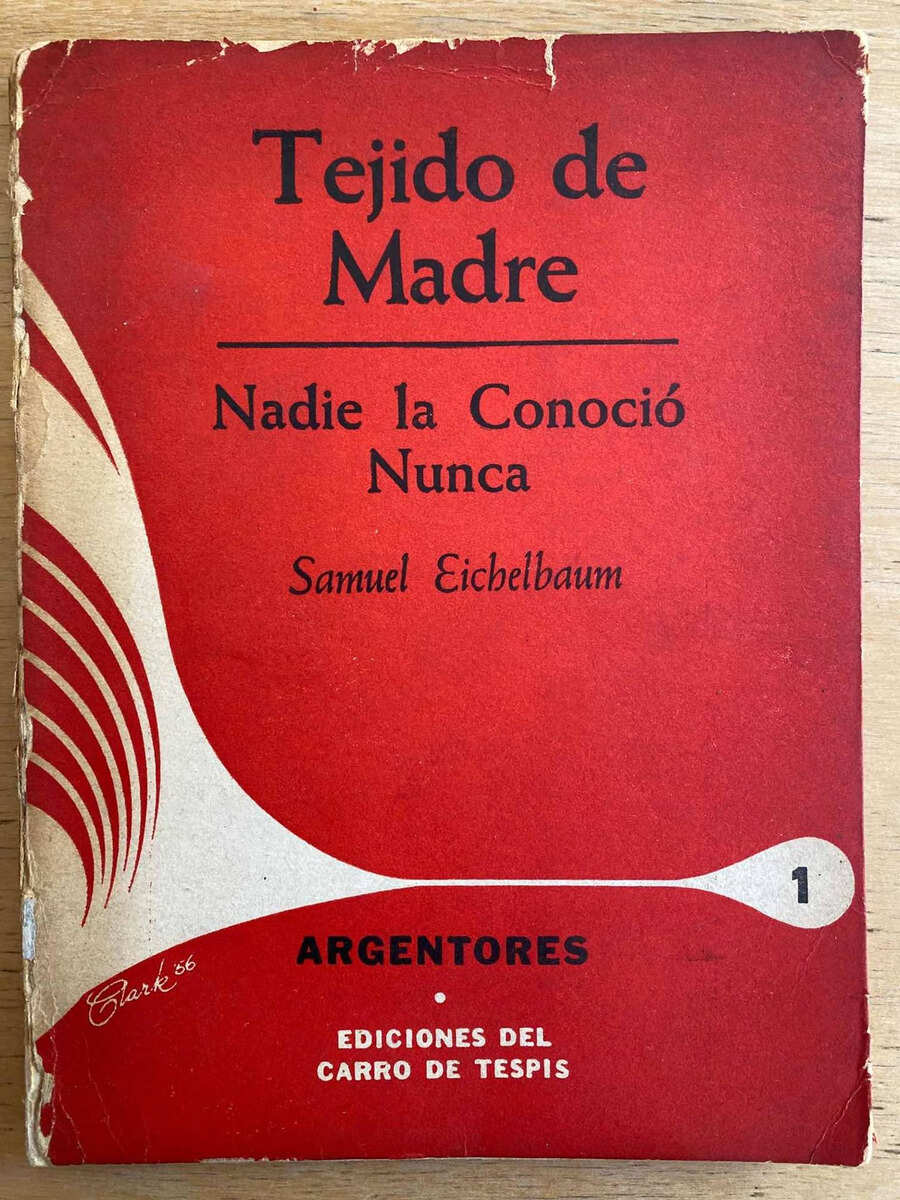 Tejido de
Madre
Nadie la Conoció
Nunca
Samuel Eichelbaum
1
ARGENTORES
Clark '56
EDICIONES DEL
CARRO DE TESPIS